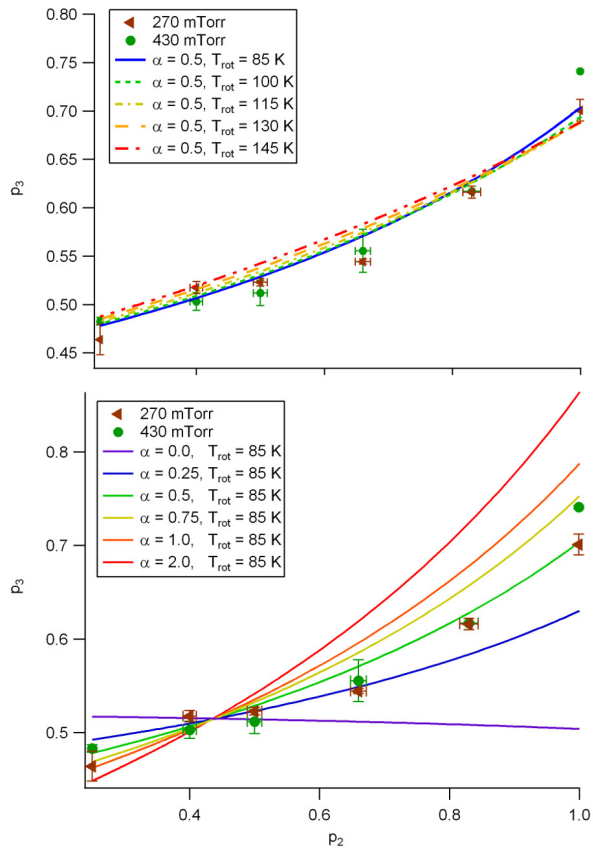 0.80
0.75
0.70
0.65
0.60
0.55
0.50
0.45
p3
270 mTorr
430 mTorr
α = 0.5, Trot = 85 K
α = 0.5, Trot = 100 K
α = 0.5, Trot = 115 K
α = 0.5, Trot = 130 K
α = 0.5, Trot = 145 K
0.8
0.7
0.6
0.5
p3
270 mTorr
430 mTorr
α = 0.0, Trot = 85 K
α = 0.25, Trot = 85 K
α = 0.5, Trot = 85 K
α = 0.75, Trot = 85 K
α = 1.0, Trot = 85 K
α = 2.0, Trot = 85 K
0.4 0.6 0.8 1.0
p2